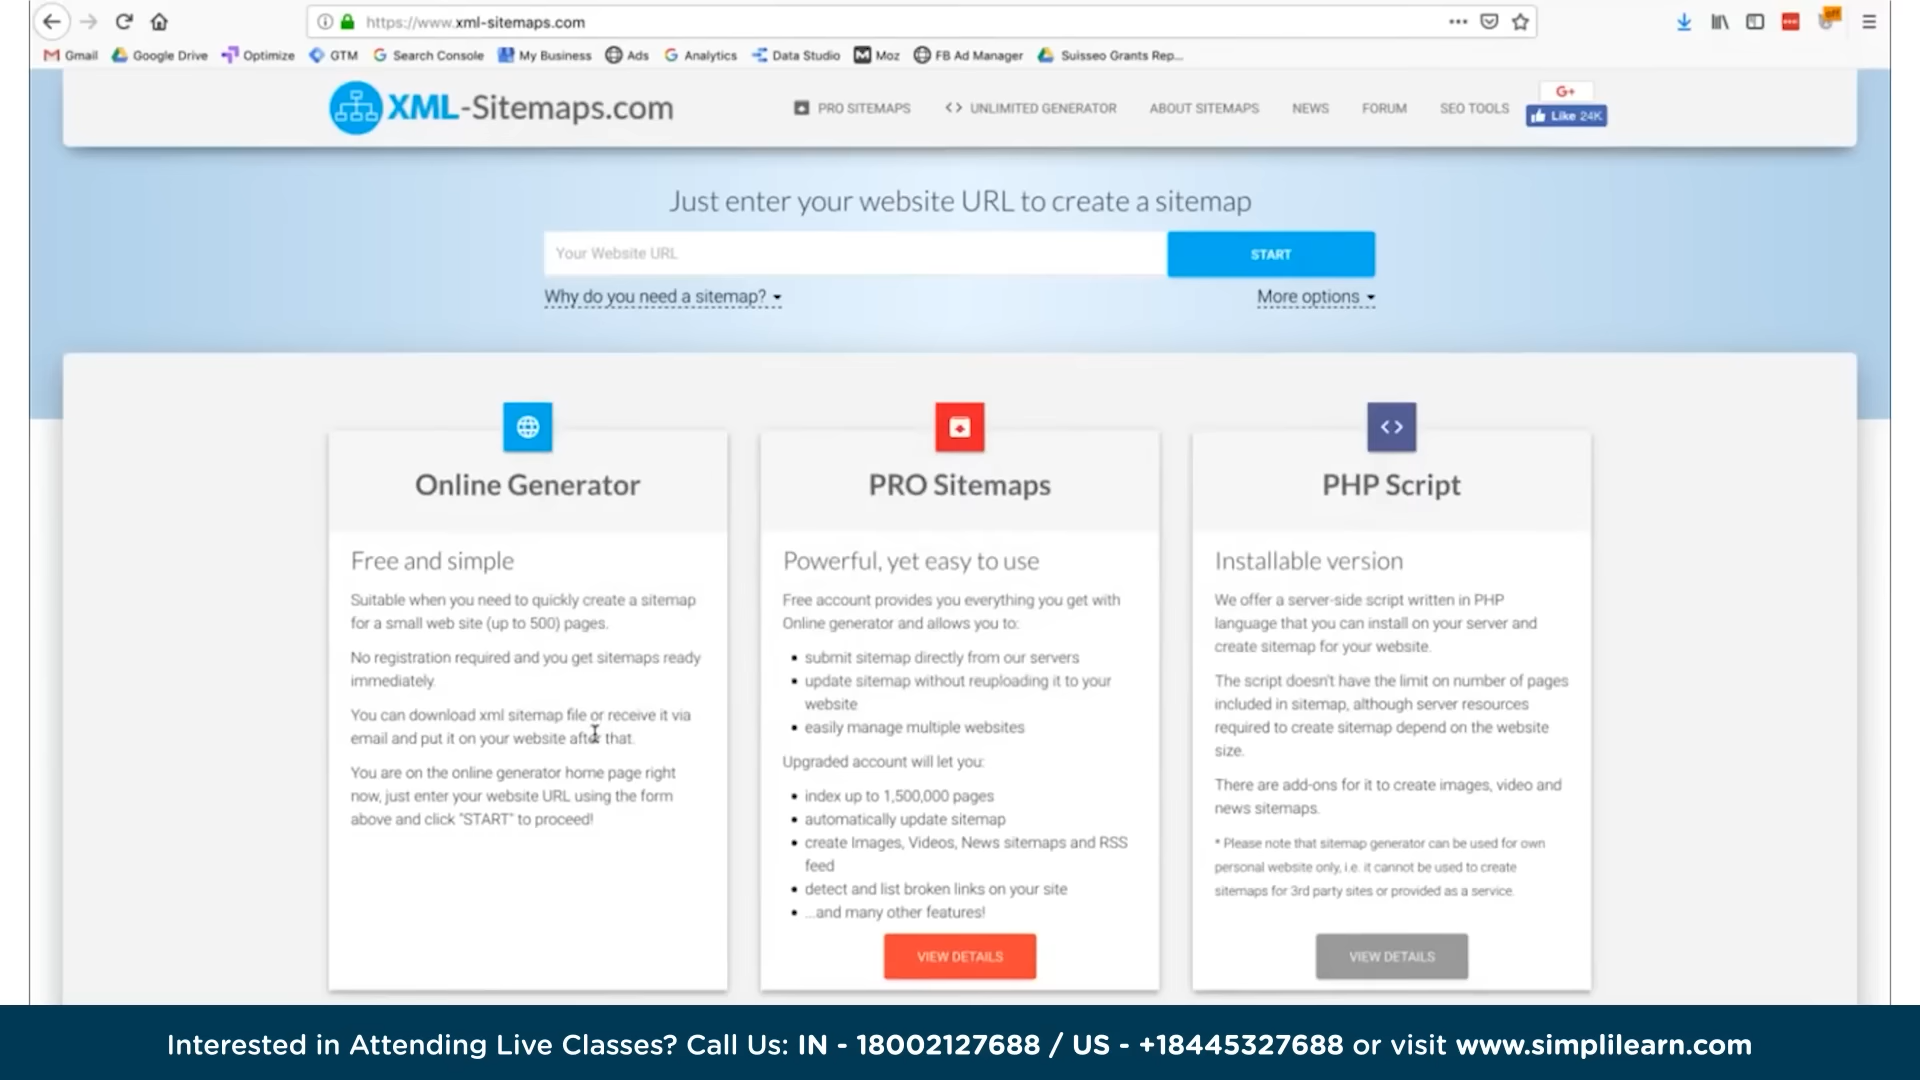 https://www.xml-sitemaps.com
off
Gmail Google Drive Optimize GTM Search Console My Business Ads Analytics Data Studio Moz FB Ad Manager Suisseo Grants Rep...
XML-Sitemaps.com
PRO SITEMAPS UNLIMITED GENERATOR ABOUT SITEMAPS NEWS FORUM SEO TOOLS
G+
Like 24K
Just enter your website URL to create a sitemap
Your Website URL
START
Why do you need a sitemap?
More options
Online Generator
Free and simple
Suitable when you need to quickly create a sitemap
for a small web site (up to 500) pages.
No registration required and you get sitemaps ready
immediately.
You can download xml sitemap file or receive it via
email and put it on your website after that.
You are on the online generator home page right
now, just enter your website URL using the form
above and click "START" to proceed!
PRO Sitemaps
Powerful, yet easy to use
Free account provides you everything you get with
Online generator and allows you to:
• submit sitemap directly from our servers
• update sitemap without reuploading it to your
website
• easily manage multiple websites
Upgraded account will let you:
• index up to 1,500,000 pages
• automatically update sitemap
• create Images, Videos, News sitemaps and RSS
feed
• detect and list broken links on your site
• ...and many other features!
VIEW DETAILS
PHP Script
Installable version
We offer a server-side script written in PHP
language that you can install on your server and
create sitemap for your website.
The script doesn't have the limit on number of pages
included in sitemap, although server resources
required to create sitemap depend on the website
size.
There are add-ons for it to create images, video and
news sitemaps.
* Please note that sitemap generator can be used for own
personal website only, i.e. it cannot be used to create
sitemaps for 3rd party sites or provided as a service.
VIEW DETAILS
Interested in Attending Live Classes? Call Us: IN - 18002127688 / US - +18445327688 or visit www.simplilearn.com